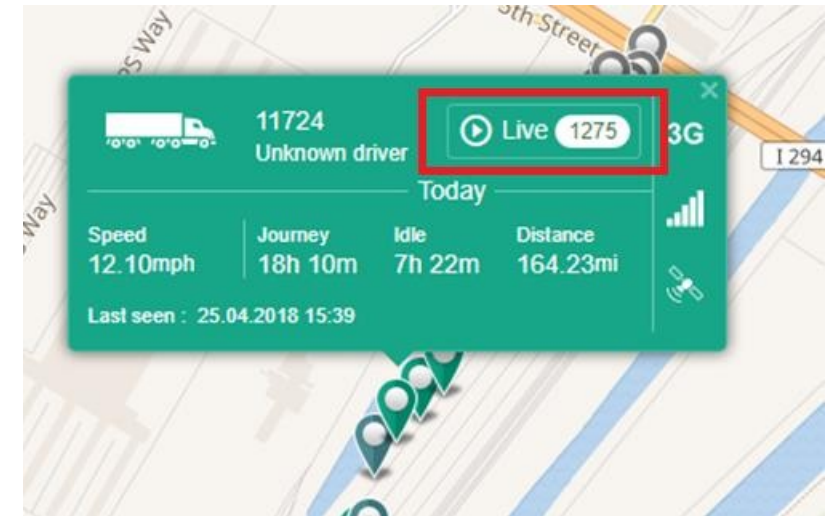 PS Way
5th Street
11724
Unknown driver
Live 1275
3G
I 294
Today
Way
Speed
12.10mph
Journey
18h 10m
Idle
7h 22m
Distance
164.23mi
Last seen : 25.04.2018 15:39